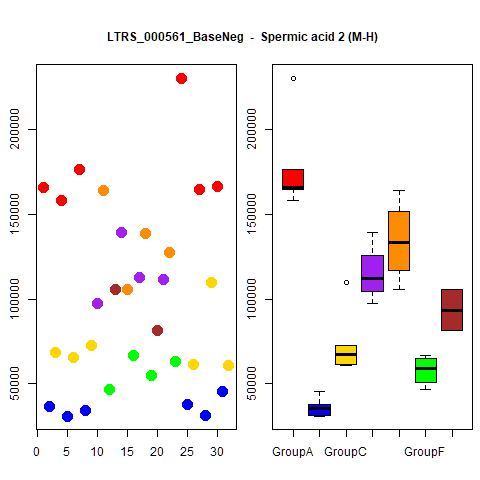 LTRS_000561_BaseNeg - Spermic acid 2 (M-H)
200000
150000
100000
50000
0 5 10 15 20 25 30
200000
150000
100000
50000
GroupA GroupC GroupF